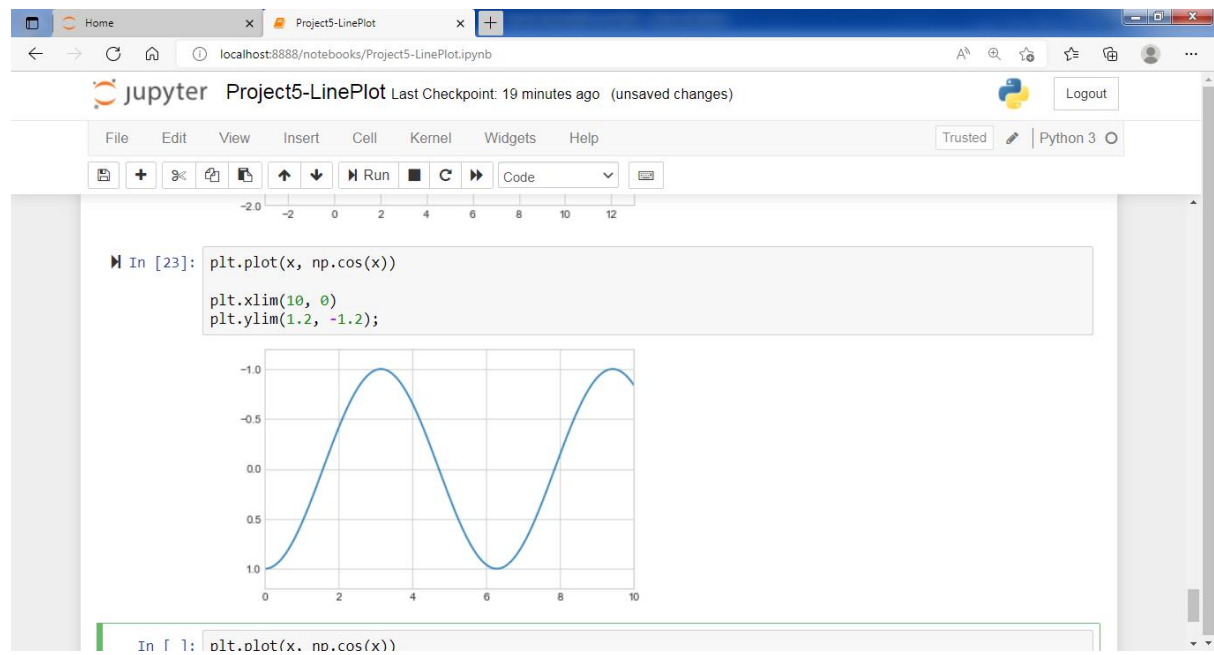 Home
Project5-LinePlot
localhost:8888/notebooks/Project5-LinePlot.ipynb
jupyter Project5-LinePlot Last Checkpoint: 19 minutes ago (unsaved changes)
Logout
File Edit View Insert Cell Kernel Widgets Help
Trusted Python 3
Run Code
−2.0
−2 0 2 4 6 8 10 12
In [23]: plt.plot(x, np.cos(x))
plt.xlim(10, 0)
plt.ylim(1.2, -1.2);
−1.0
−0.5
0.0
0.5
1.0
0 2 4 6 8 10
In [ ]: plt.plot(x, np.cos(x))